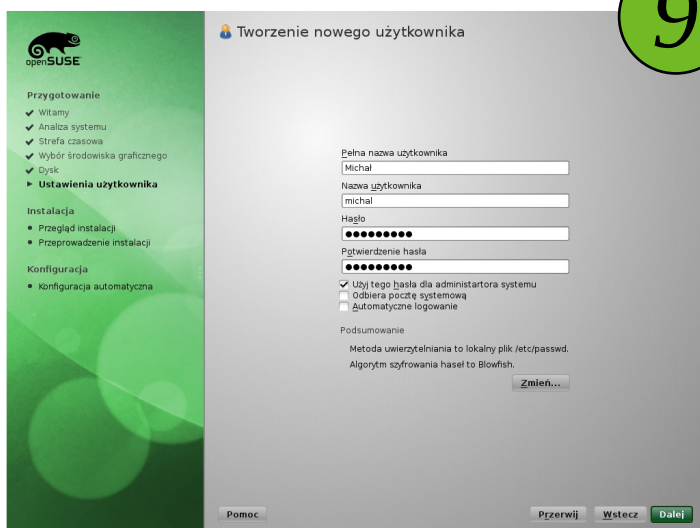 9
openSUSE
Tworzenie nowego użytkownika
Przygotowanie
Witamy
Analiza systemu
Strefa czasowa
Wybór środowiska graficznego
Dysk
Ustawienia użytkownika
Instalacja
Przegląd instalacji
Przeprowadzenie instalacji
Konfiguracja
Konfiguracja automatyczna
Pełna nazwa użytkownika
Michał
Nazwa użytkownika
michal
Hasło
●●●●●●●●●
Potwierdzenie hasła
●●●●●●●●●
Użyj tego hasła dla administartora systemu
Odbiera pocztę systemową
Automatyczne logowanie
Podsumowanie
Metoda uwierzytelniania to lokalny plik /etc/passwd.
Algorytm szyfrowania haseł to Blowfish.
Zmień...
Pomoc
Przerwij
Wstecz
Dalej